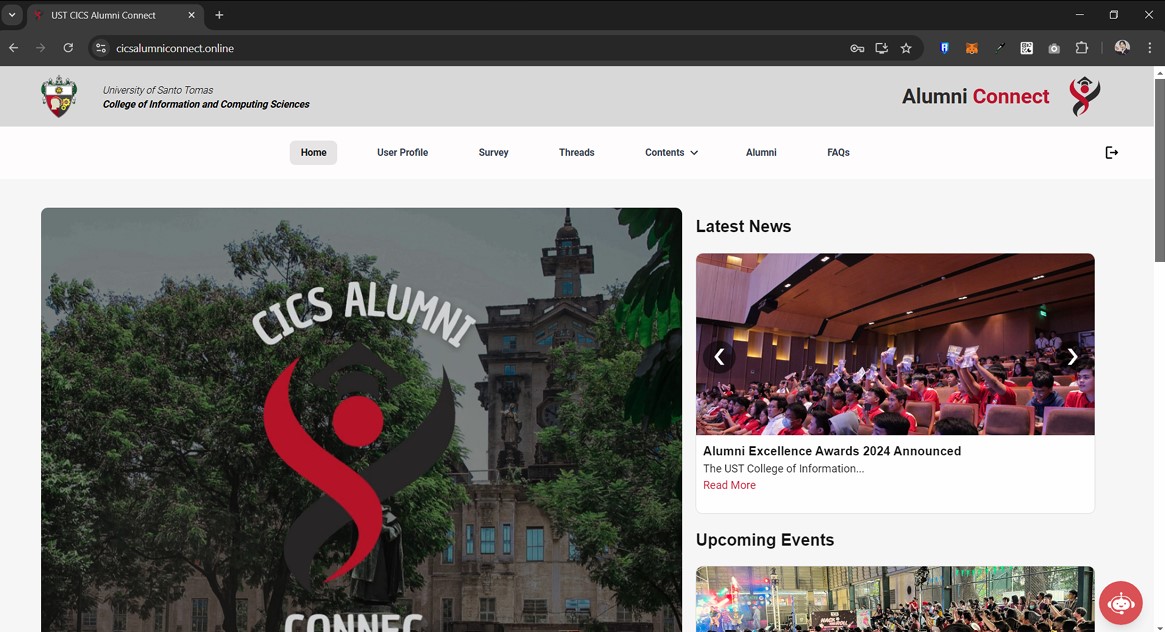 UST CICS Alumni Connect
cicsalumniconnect.online
University of Santo Tomas
College of Information and Computing Sciences
Alumni Connect
Home
User Profile
Survey
Threads
Contents
Alumni
FAQs
CICS ALUMNI
CONNEC
Latest News
Alumni Excellence Awards 2024 Announced
The UST College of Information...
Read More
Upcoming Events